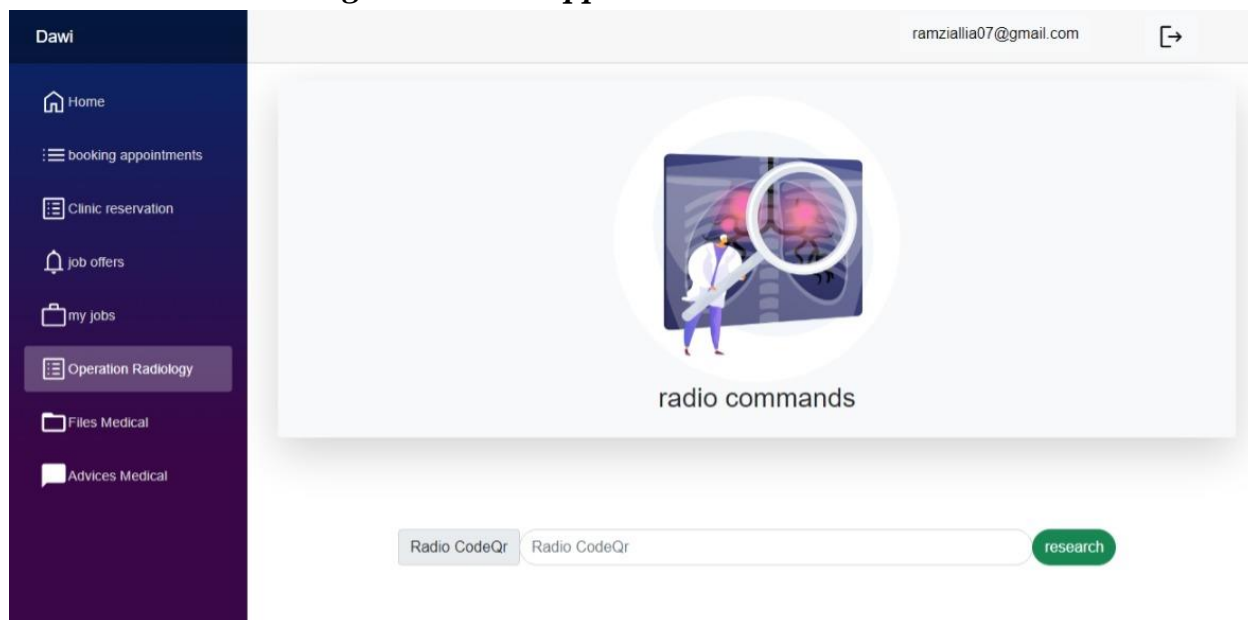 Dawi
ramziallia07@gmail.com
Home
booking appointments
Clinic reservation
job offers
my jobs
Operation Radiology
Files Medical
Advices Medical
radio commands
Radio CodeQr
Radio CodeQr
research